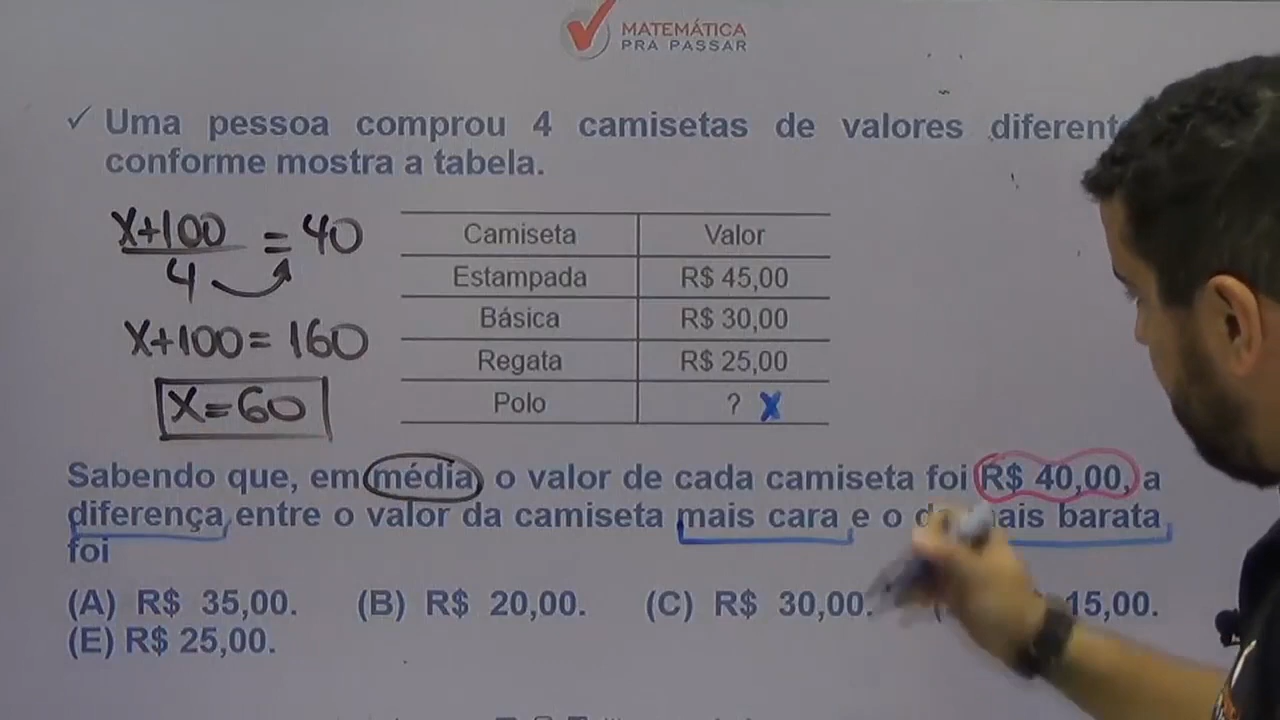 MATEMÁTICA
PRA PASSAR
✓ Uma pessoa comprou 4 camisetas de valores
conforme mostra a tabela.
x+100
4
= 40
x+100 = 160
x = 60
Camiseta Valor
Estampada R$ 45,00
Básica R$ 30,00
Regata R$ 25,00
Polo ? x
Sabendo que, em média, o valor de cada camiseta foi R$ 40,00, a
diferença entre o valor da camiseta mais cara e o mais barata
foi
(A) R$ 35,00. (B) R$ 20,00. (C) R$ 30,00. 15,00.
(E) R$ 25,00.